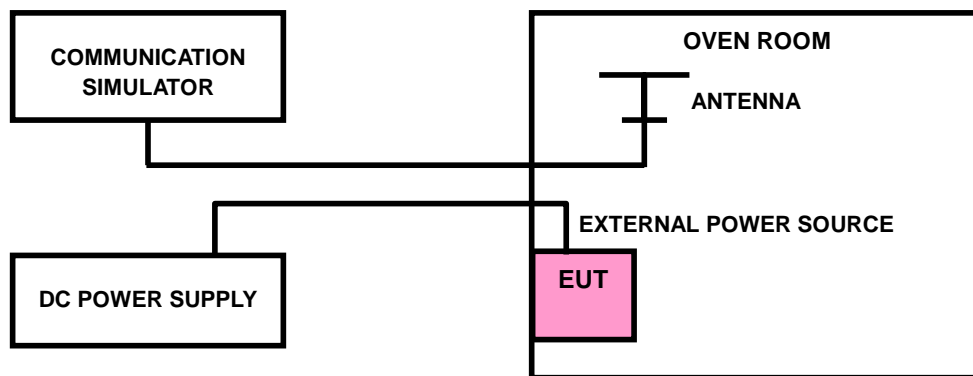 COMMUNICATION
SIMULATOR
OVEN ROOM
ANTENNA
EXTERNAL POWER SOURCE
EUT
DC POWER SUPPLY